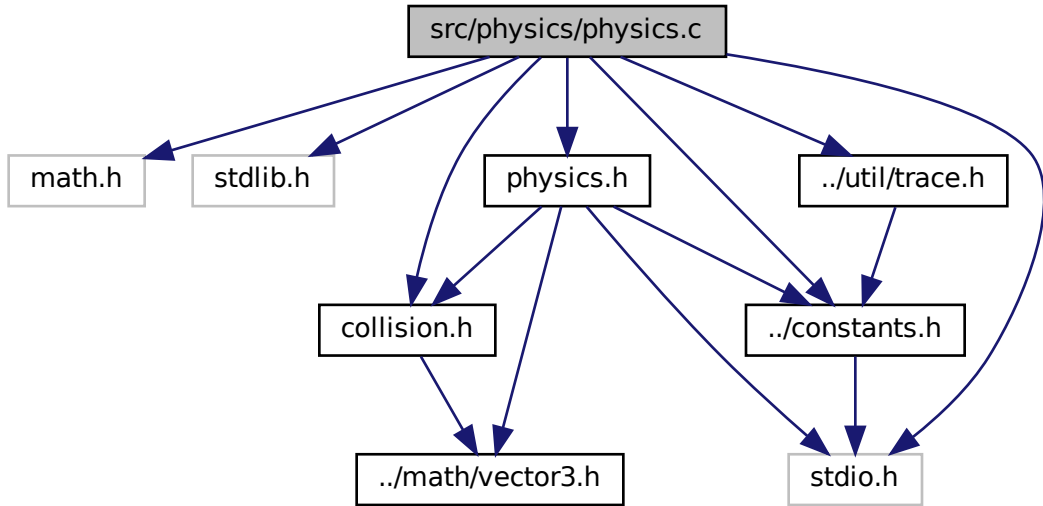 src/physics/physics.c
math.h
stdlib.h
physics.h
../util/trace.h
collision.h
../constants.h
../math/vector3.h
stdio.h